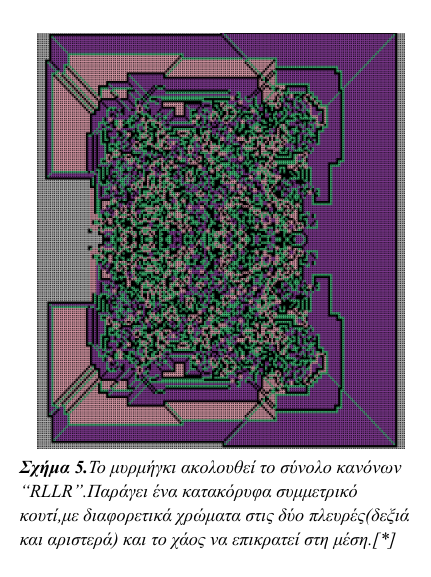 Σχήμα 5.Το μυρμήγκι ακολουθεί το σύνολο κανόνων
“RLLR”.Παράγει ένα κατακόρυφα συμμετρικό
κουτί,με διαφορετικά χρώματα στις δύο πλευρές(δεξιά
και αριστερά) και το χάος να επικρατεί στη μέση.[*]